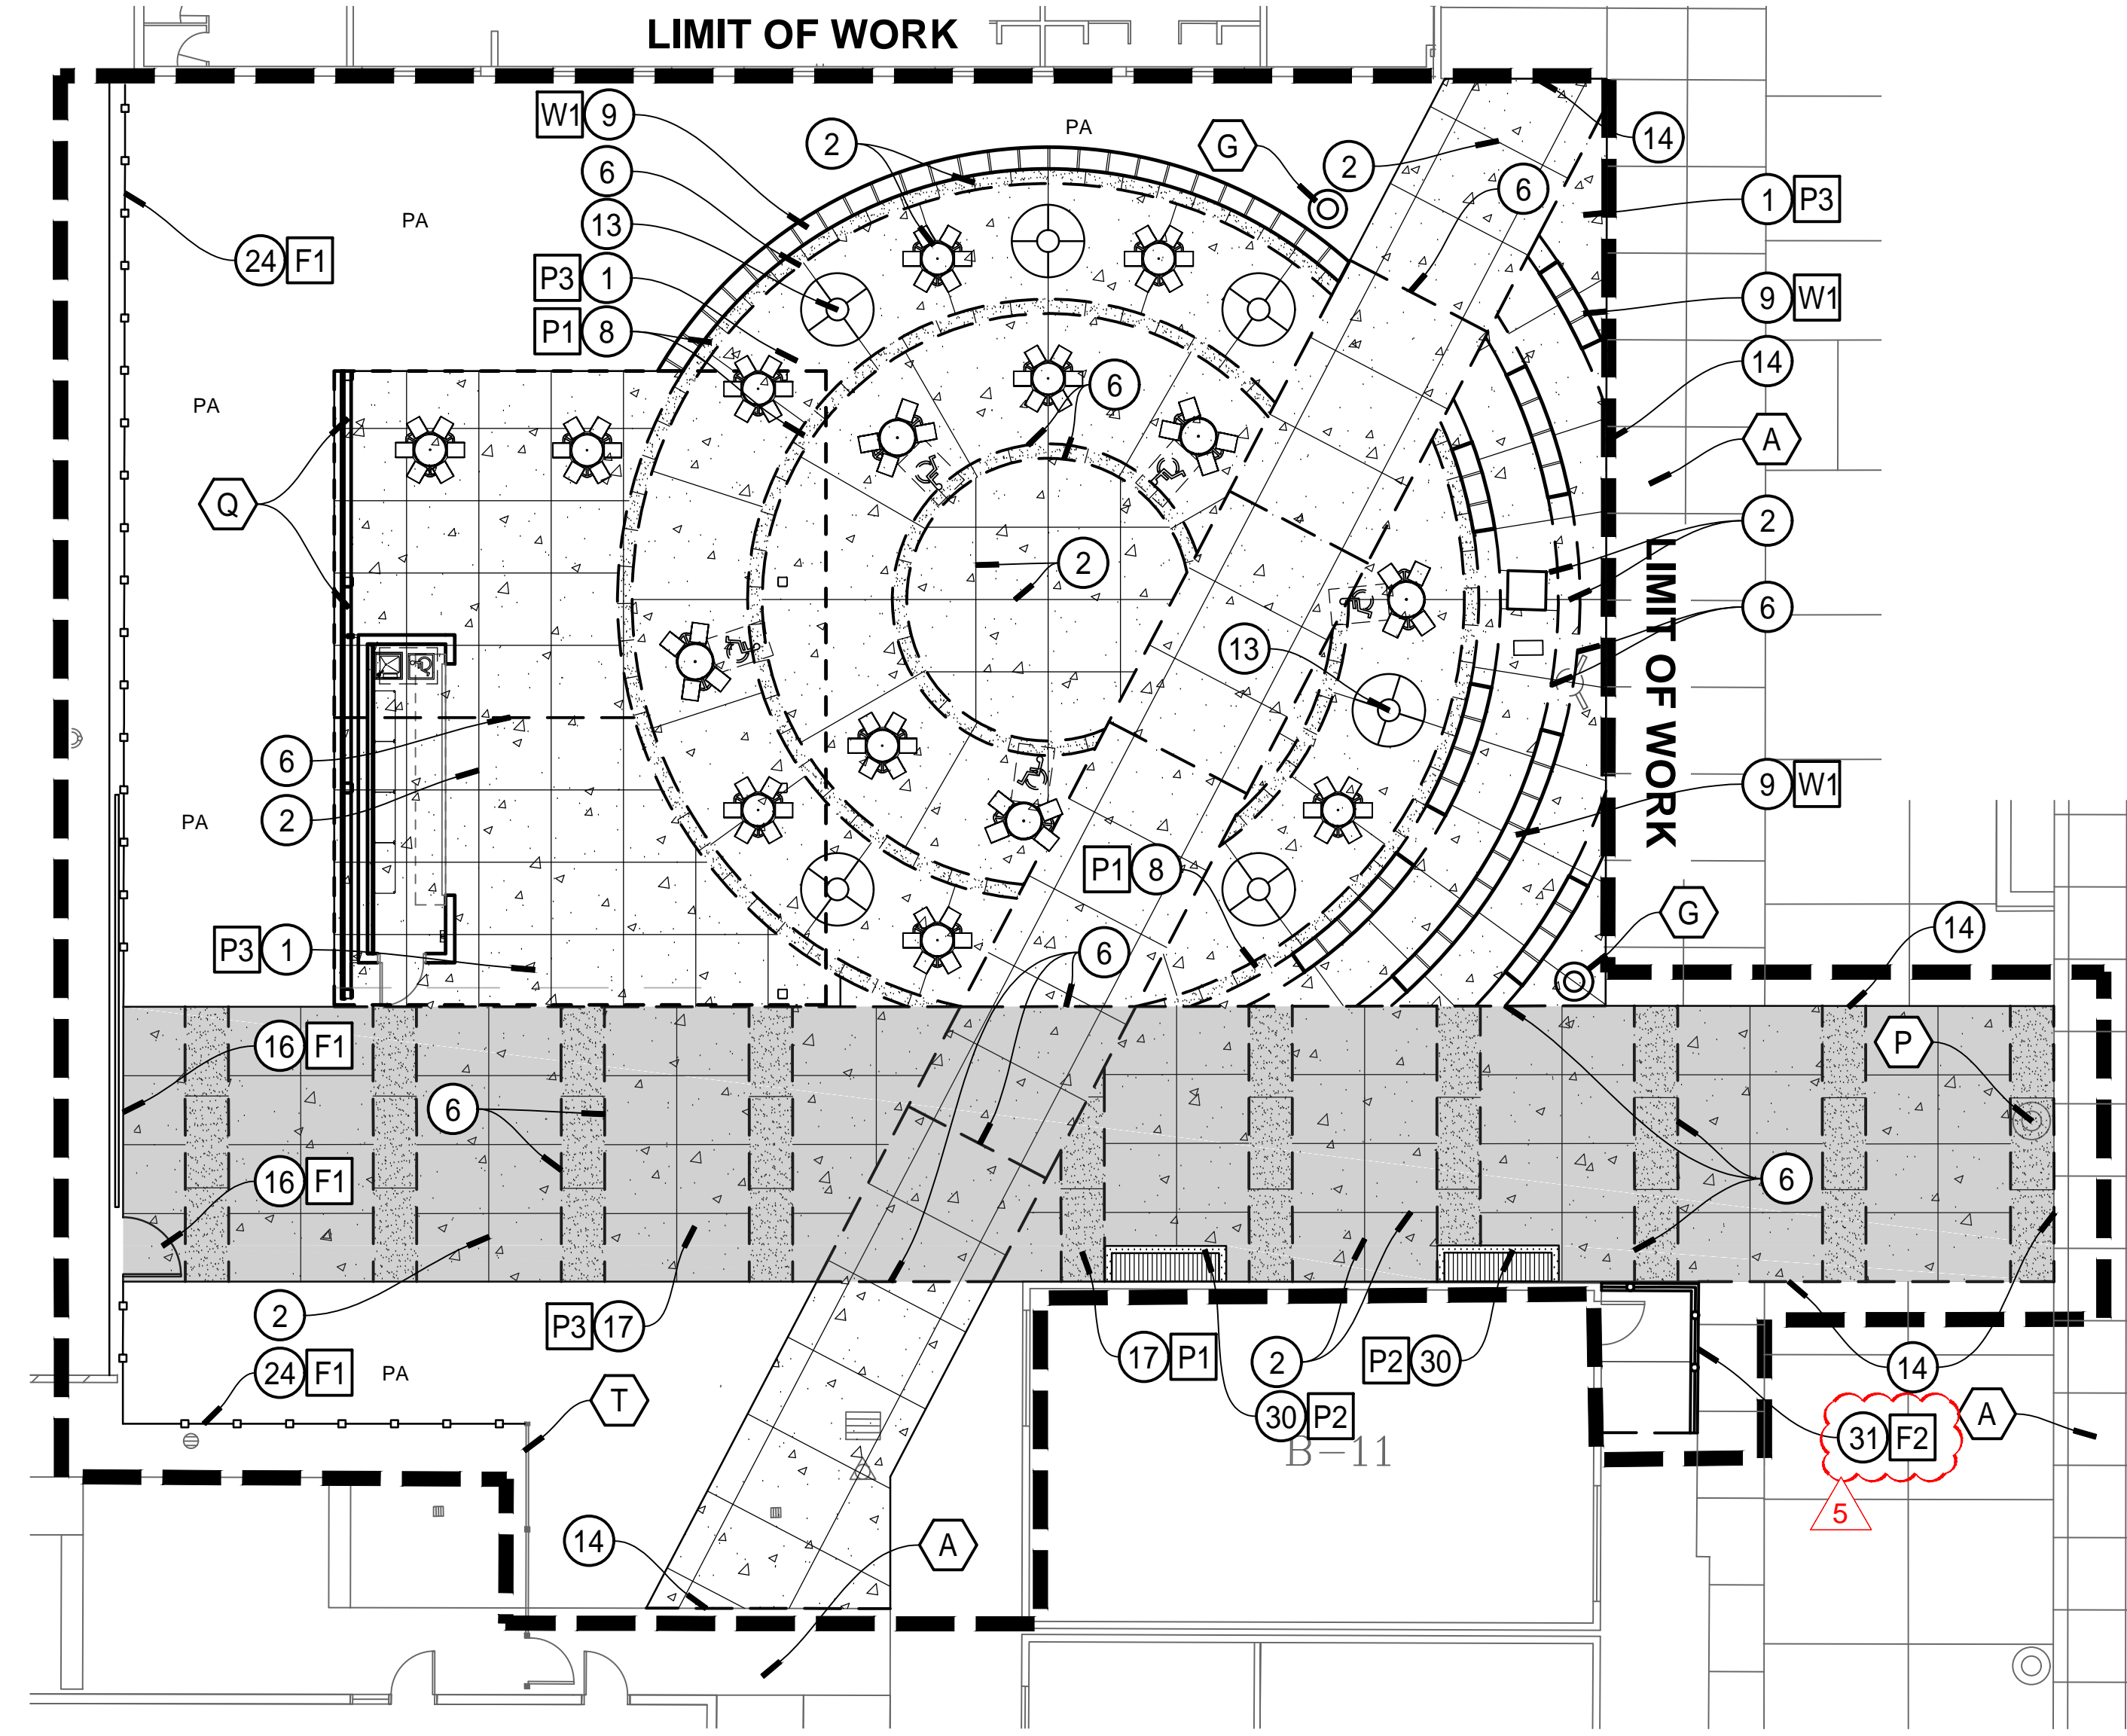 LIMIT OF WORK
W1 9
2
PA
G
2
14
6
6
1 P3
PA
13
24 F1
P3 1
9 W1
P1 8
14
6
PA
A
Q
2
2
LIMIT OF WORK
6
13
6
9 W1
2
PA
P1 8
G
14
P3 1
6
16 F1
P
6
16 F1
6
2
P3 17
17 P1
2
P2 30
14
24 F1
PA
T
30 P2
A
31 F2
B-11
5
14
A